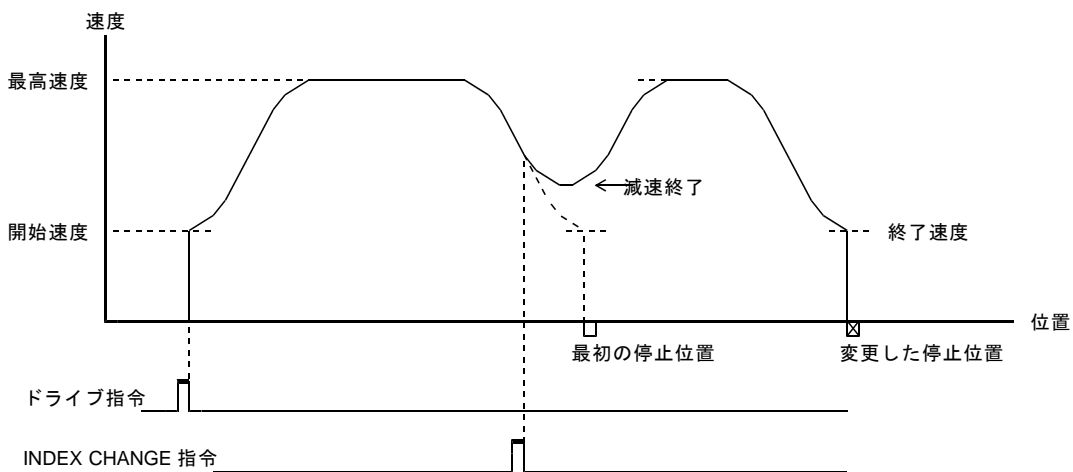 速度
最高速度
減速終了
開始速度
終了速度
位置
最初の停止位置
変更した停止位置
ドライブ指令
INDEX CHANGE 指令